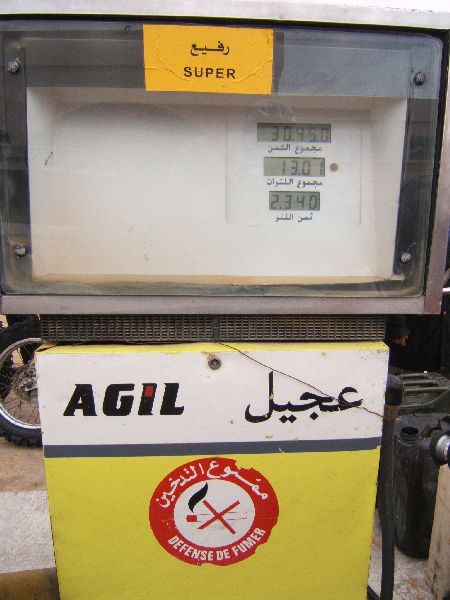 رفيع
SUPER
30.450
مجموع الثمن
13.01
مجموع اللترات
2.340
ثمن اللتر
AGIL عجيل
ممنوع التدخين
DEFENSE DE FUMER